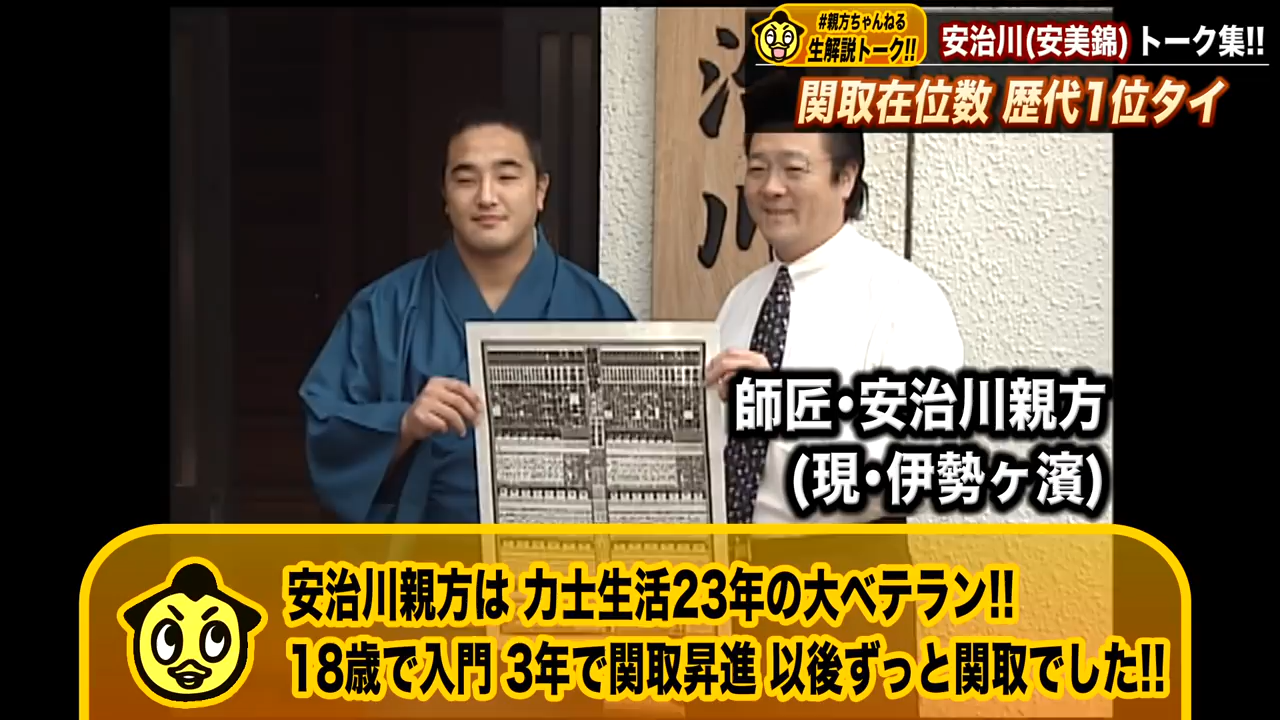 #親方ちゃんねる
生解説トーク!!
安治川(安美錦)トーク集!!
関取在位数 歴代1位タイ
治川
師匠・安治川親方
(現・伊勢ヶ濱)
安治川親方は 力士生活23年の大ベテラン!!
18歳で入門 3年で関取昇進 以後ずっと関取でした!!